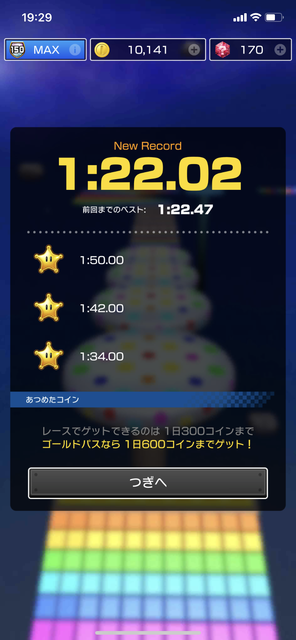 19:29
150 MAX i 10,141 + 170 +
New Record
1:22.02
前回までのベスト: 1:22.47
1:50.00
1:42.00
1:34.00
あつめたコイン
レースでゲットできるのは 1日300コインまで
ゴールドパスなら 1日600コインまでゲット!
つぎへ